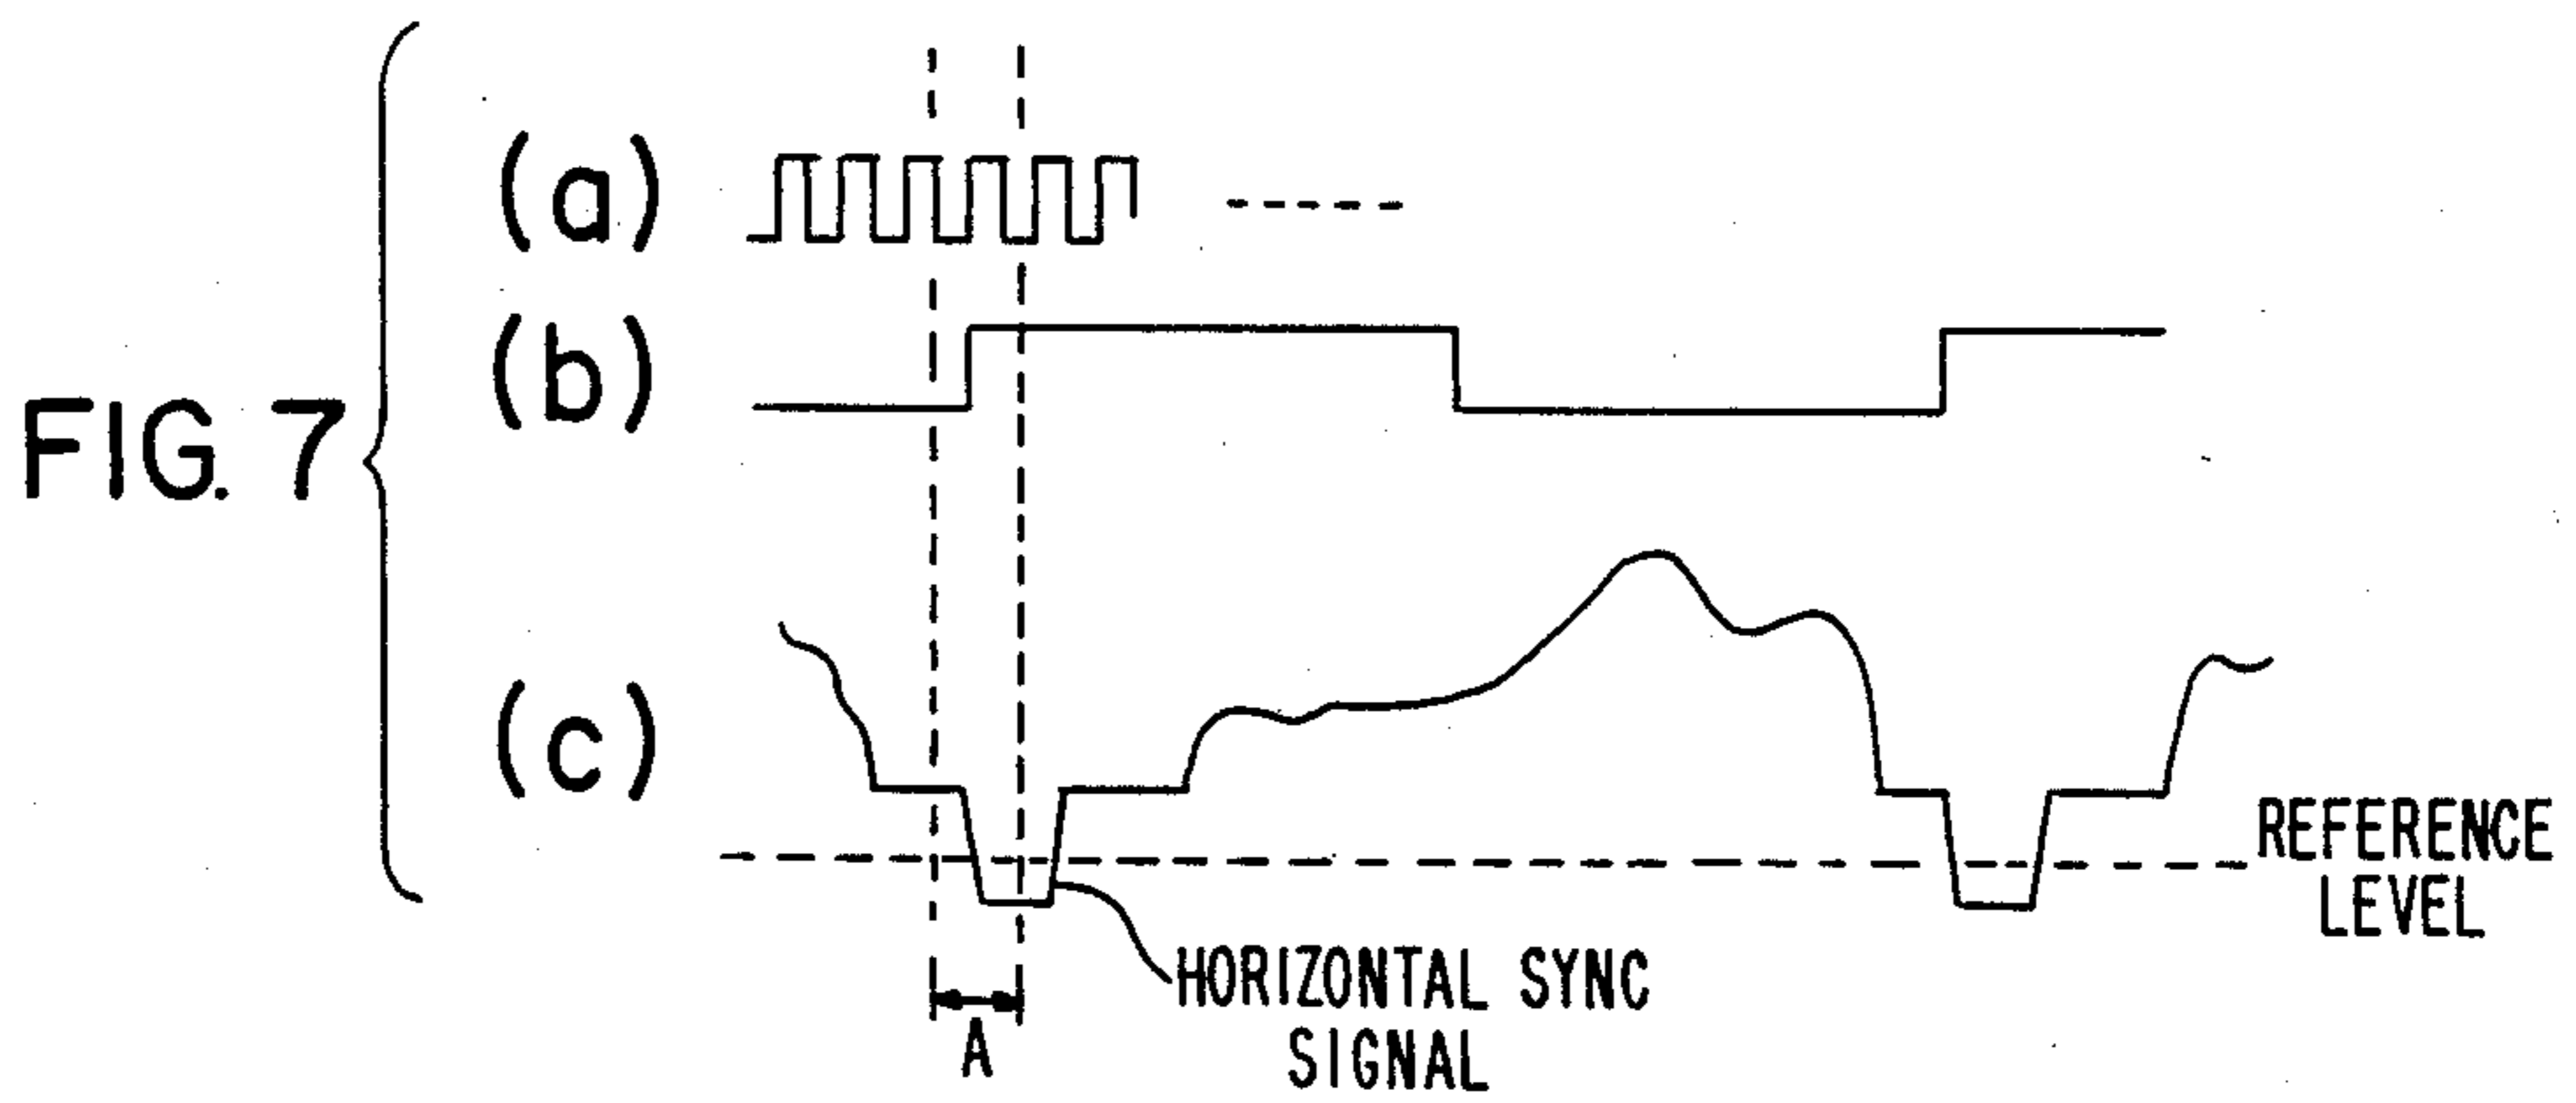 FIG. 7
(a)
(b)
(c)
REFERENCE
LEVEL
HORIZONTAL SYNC
SIGNAL
A